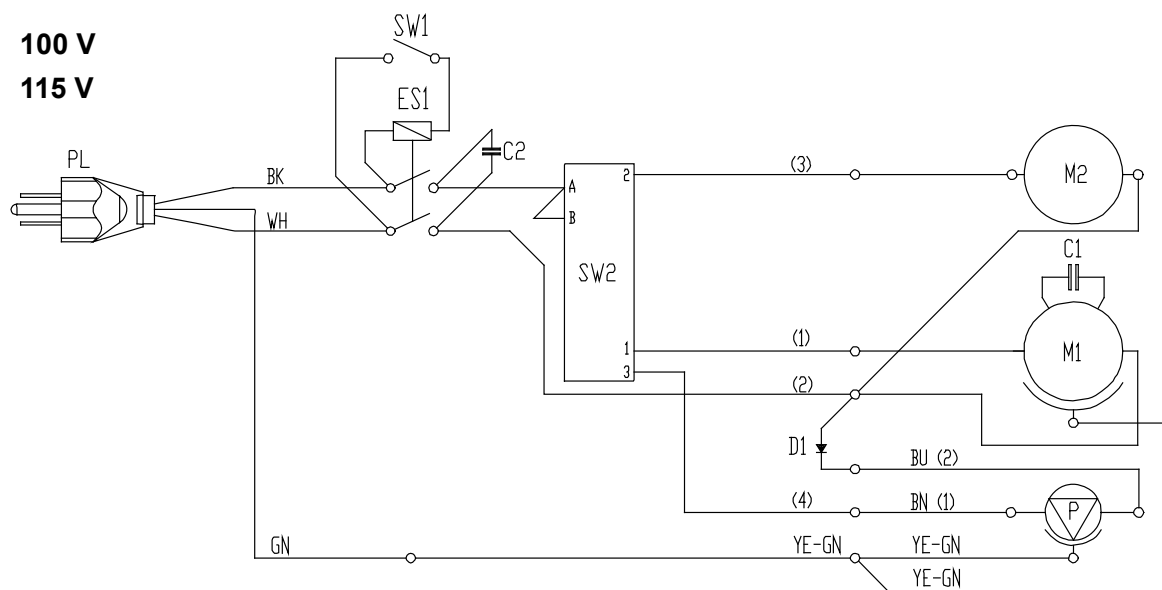 100 V
115 V
SW1
ES1
C2
PL
BK
WH
A
B
2
SW2
1
3
(3)
M2
C1
(1)
M1
(2)
D1
BU (2)
(4)
BN (1)
P
GN
YE-GN
YE-GN
YE-GN